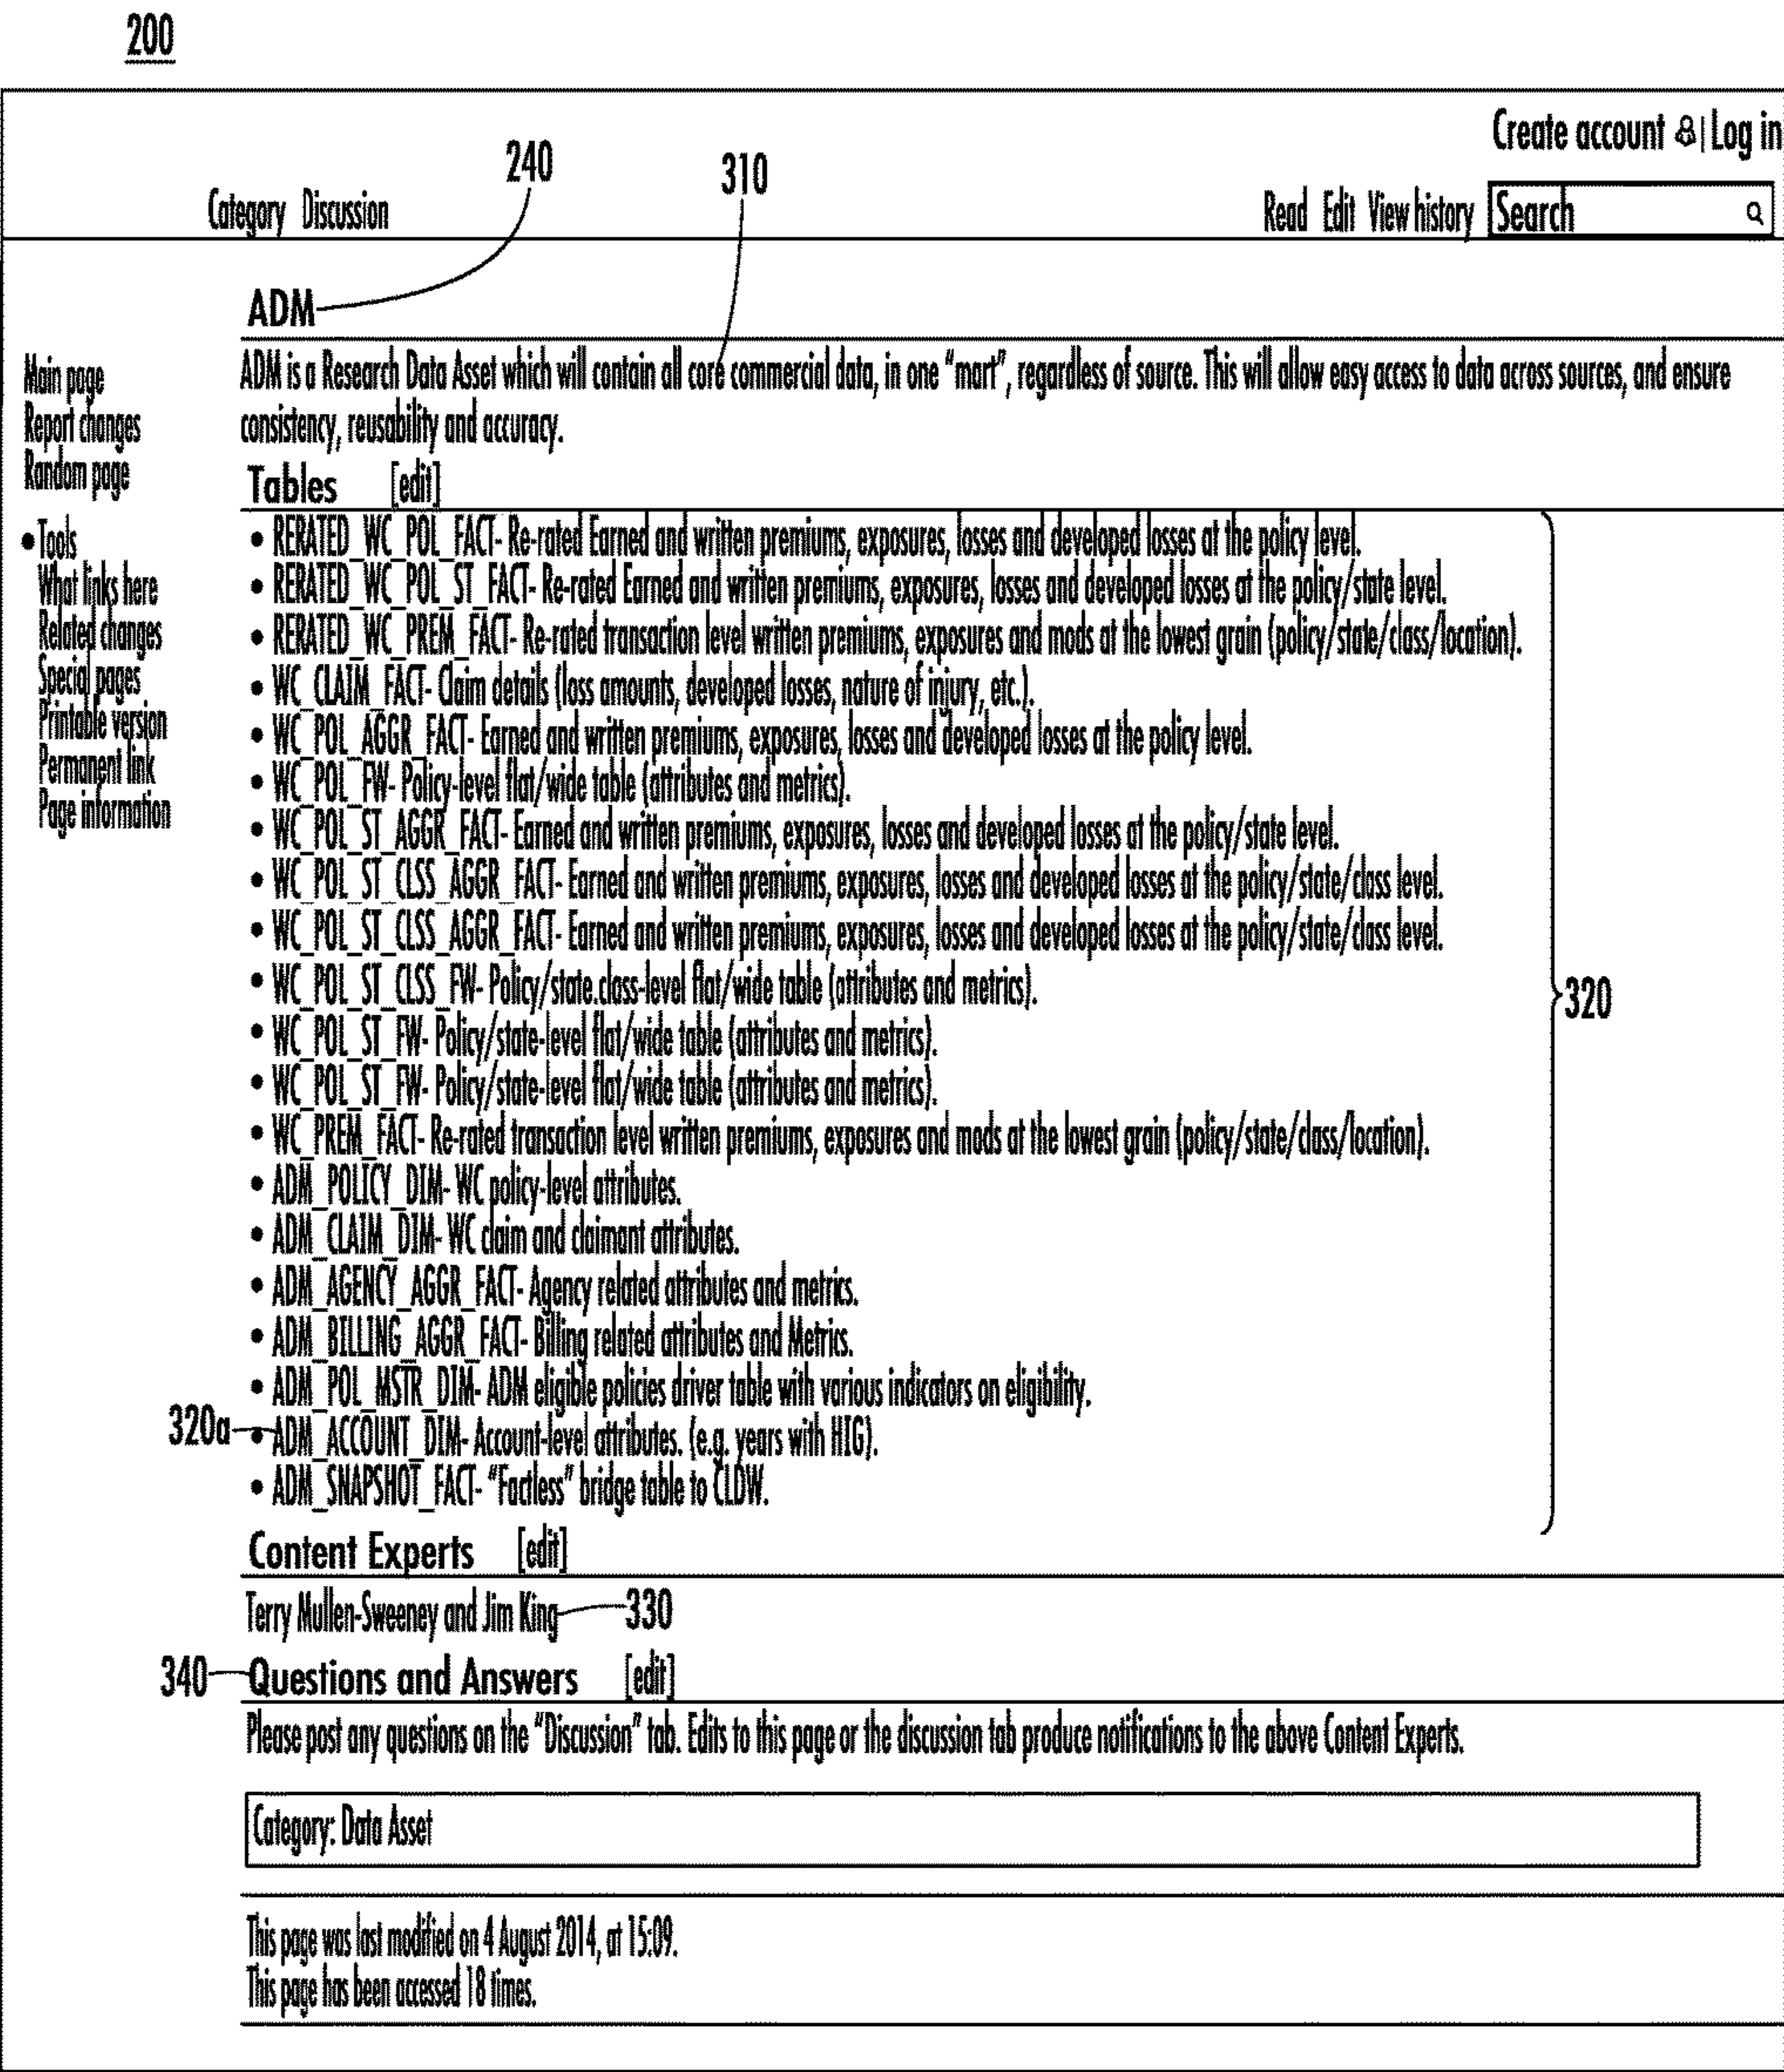 200
Create account | Log in
240
310
Category Discussion
Read Edit View history Search
ADM
Main page
Report changes
Random page
• Tools
What links here
Related changes
Special pages
Printable version
Permanent link
Page information
ADM is a Research Data Asset which will contain all core commercial data, in one “mart”, regardless of source. This will allow easy access to data across sources, and ensure
consistency, reusability and accuracy.
Tables [edit]
• RERATED_WC_POL_FACT- Re-rated Earned and written premiums, exposures, losses and developed losses at the policy level.
• RERATED_WC_POL_ST_FACT- Re-rated Earned and written premiums, exposures, losses and developed losses at the policy/state level.
• RERATED_WC_PREM_FACT- Re-rated transaction level written premiums, exposures and mods at the lowest grain (policy/state/class/location).
• WC_CLAIM_FACT- Claim details (loss amounts, developed losses, nature of injury, etc.).
• WC_POL_AGGR_FACT- Earned and written premiums, exposures, losses and developed losses at the policy level.
• WC_POL_FW- Policy-level flat/wide table (attributes and metrics).
• WC_POL_ST_AGGR_FACT- Earned and written premiums, exposures, losses and developed losses at the policy/state level.
• WC_POL_ST_CLSS_AGGR_FACT- Earned and written premiums, exposures, losses and developed losses at the policy/state/class level.
• WC_POL_ST_CLSS_AGGR_FACT- Earned and written premiums, exposures, losses and developed losses at the policy/state/class level.
• WC_POL_ST_CLSS_FW- Policy/state.class-level flat/wide table (attributes and metrics).
• WC_POL_ST_FW- Policy/state-level flat/wide table (attributes and metrics).
• WC_POL_ST_FW- Policy/state-level flat/wide table (attributes and metrics).
• WC_PREM_FACT- Re-rated transaction level written premiums, exposures and mods at the lowest grain (policy/state/class/location).
• ADM_POLICY_DIM- WC policy-level attributes.
• ADM_CLAIM_DIM- WC claim and claimant attributes.
• ADM_AGENCY_AGGR_FACT- Agency related attributes and metrics.
• ADM_BILLING_AGGR_FACT- Billing related attributes and Metrics.
• ADM_POL_MSTR_DIM- ADM eligible policies driver table with various indicators on eligibility.
320a • ADM_ACCOUNT_DIM- Account-level attributes. (e.g. years with HIG).
• ADM_SNAPSHOT_FACT- “Factless” bridge table to CLDW.
320
Content Experts [edit]
Terry Mullen-Sweeney and Jim King 330
340 Questions and Answers [edit]
Please post any questions on the “Discussion” tab. Edits to this page or the discussion tab produce notifications to the above Content Experts.
Category: Data Asset
This page was last modified on 4 August 2014, at 15:09.
This page has been accessed 18 times.